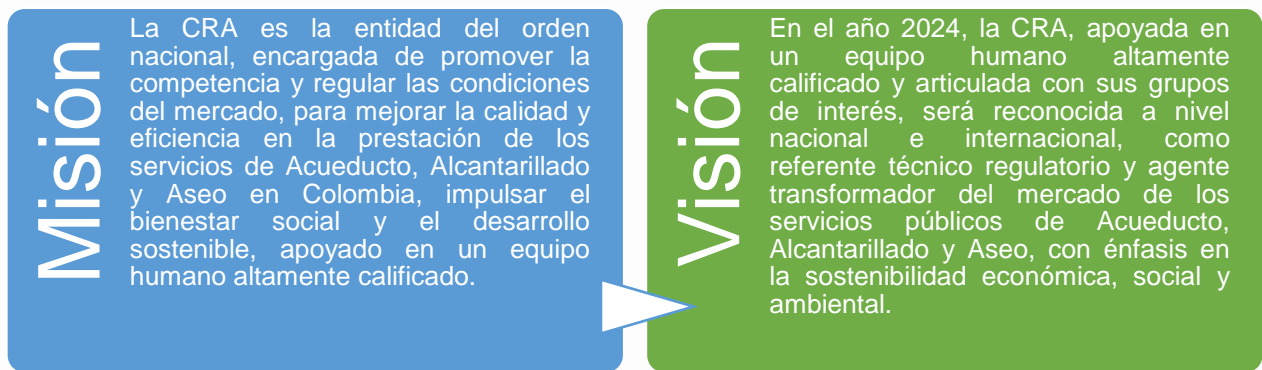 Misión
La CRA es la entidad del orden
nacional, encargada de promover la
competencia y regular las condiciones
del mercado, para mejorar la calidad y
eficiencia en la prestación de los
servicios de Acueducto, Alcantarillado
y Aseo en Colombia, impulsar el
bienestar social y el desarrollo
sostenible, apoyado en un equipo
humano altamente calificado.
Visión
En el año 2024, la CRA, apoyada en
un equipo humano altamente
calificado y articulada con sus grupos
de interés, será reconocida a nivel
nacional e internacional, como
referente técnico regulatorio y agente
transformador del mercado de los
servicios públicos de Acueducto,
Alcantarillado y Aseo, con énfasis en
la sostenibilidad económica, social y
ambiental.